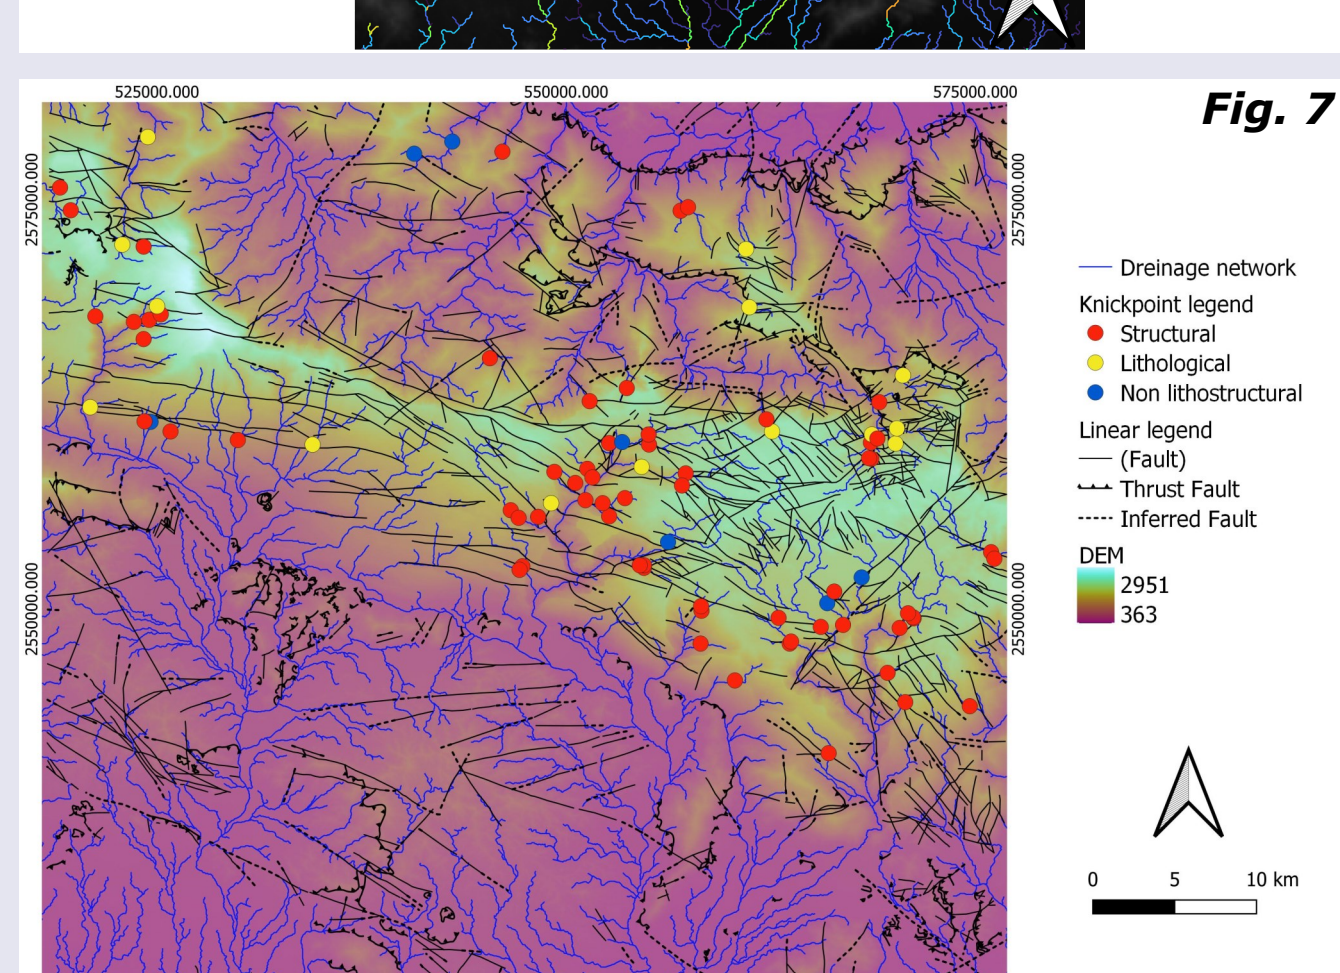 525000.000 550000.000 575000.000
Fig. 7
2575000.000
2575000.000
Dreinage network
Knickpoint legend
Structural
Lithological
Non lithostructural
Linear legend
(Fault)
Thrust Fault
Inferred Fault
DEM
2951
363
2550000.000
2550000.000
0 5 10 km